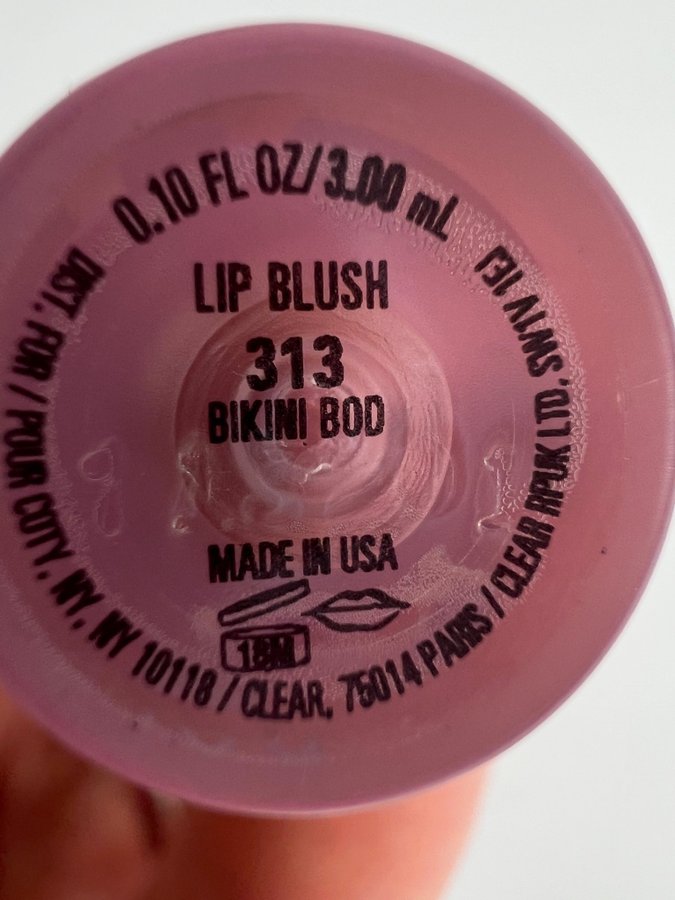 0.10 FL OZ/3.00 mL
LIP BLUSH
313
BIKINI BOD
MADE IN USA
18M
DIST. FOR / POUR COTY, NY, NY 10118 / CLEAR, 75014 PARIS / CLEAR RPUK LTD, SW1V 1EJ